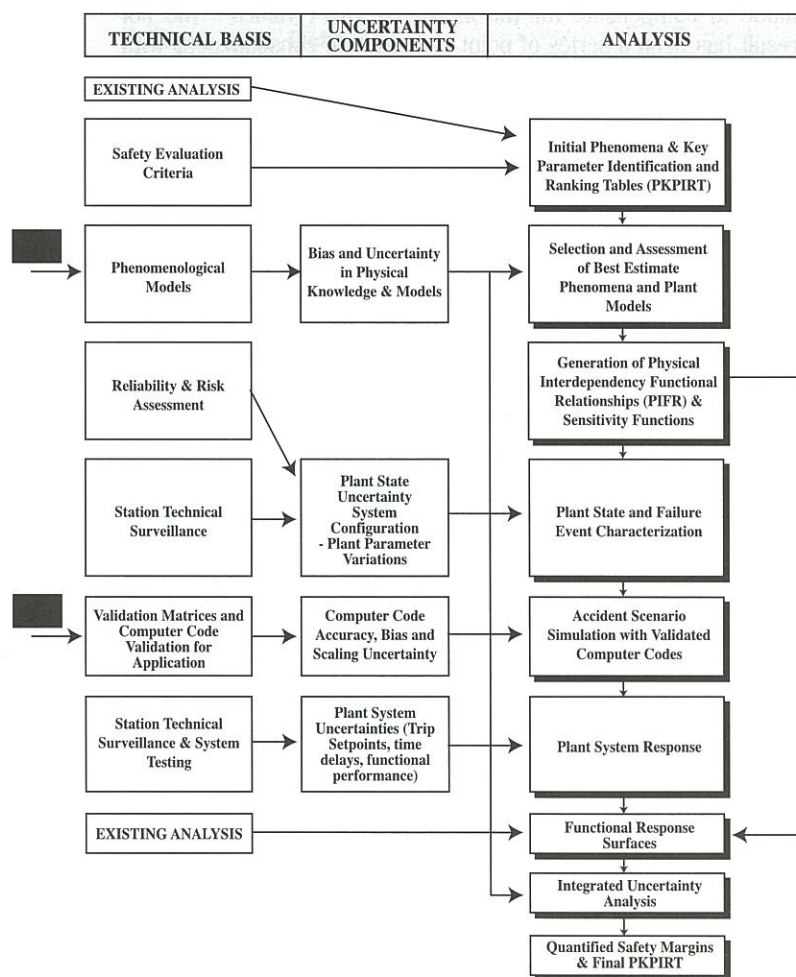 TECHNICAL BASIS
UNCERTAINTY
COMPONENTS
ANALYSIS
EXISTING ANALYSIS
Safety Evaluation
Criteria
Initial Phenomena & Key
Parameter Identification and
Ranking Tables (PKPIRT)
Phenomenological
Models
Bias and Uncertainty
in Physical
Knowledge & Models
Selection and Assessment
of Best Estimate
Phenomena and Plant
Models
Reliability & Risk
Assessment
Generation of Physical
Interdependency Functional
Relationships (PIFR) &
Sensitivity Functions
Station Technical
Surveillance
Plant State
Uncertainty
System
Configuration
- Plant Parameter
Variations
Plant State and Failure
Event Characterization
Validation Matrices and
Computer Code
Validation for
Application
Computer Code
Accuracy, Bias and
Scaling Uncertainty
Accident Scenario
Simulation with Validated
Computer Codes
Station Technical
Surveillance & System
Testing
Plant System
Uncertainties (Trip
Setpoints, time
delays, functional
performance)
Plant System Response
EXISTING ANALYSIS
Functional Response
Surfaces
Integrated Uncertainty
Analysis
Quantified Safety Margins
& Final PKPIRT